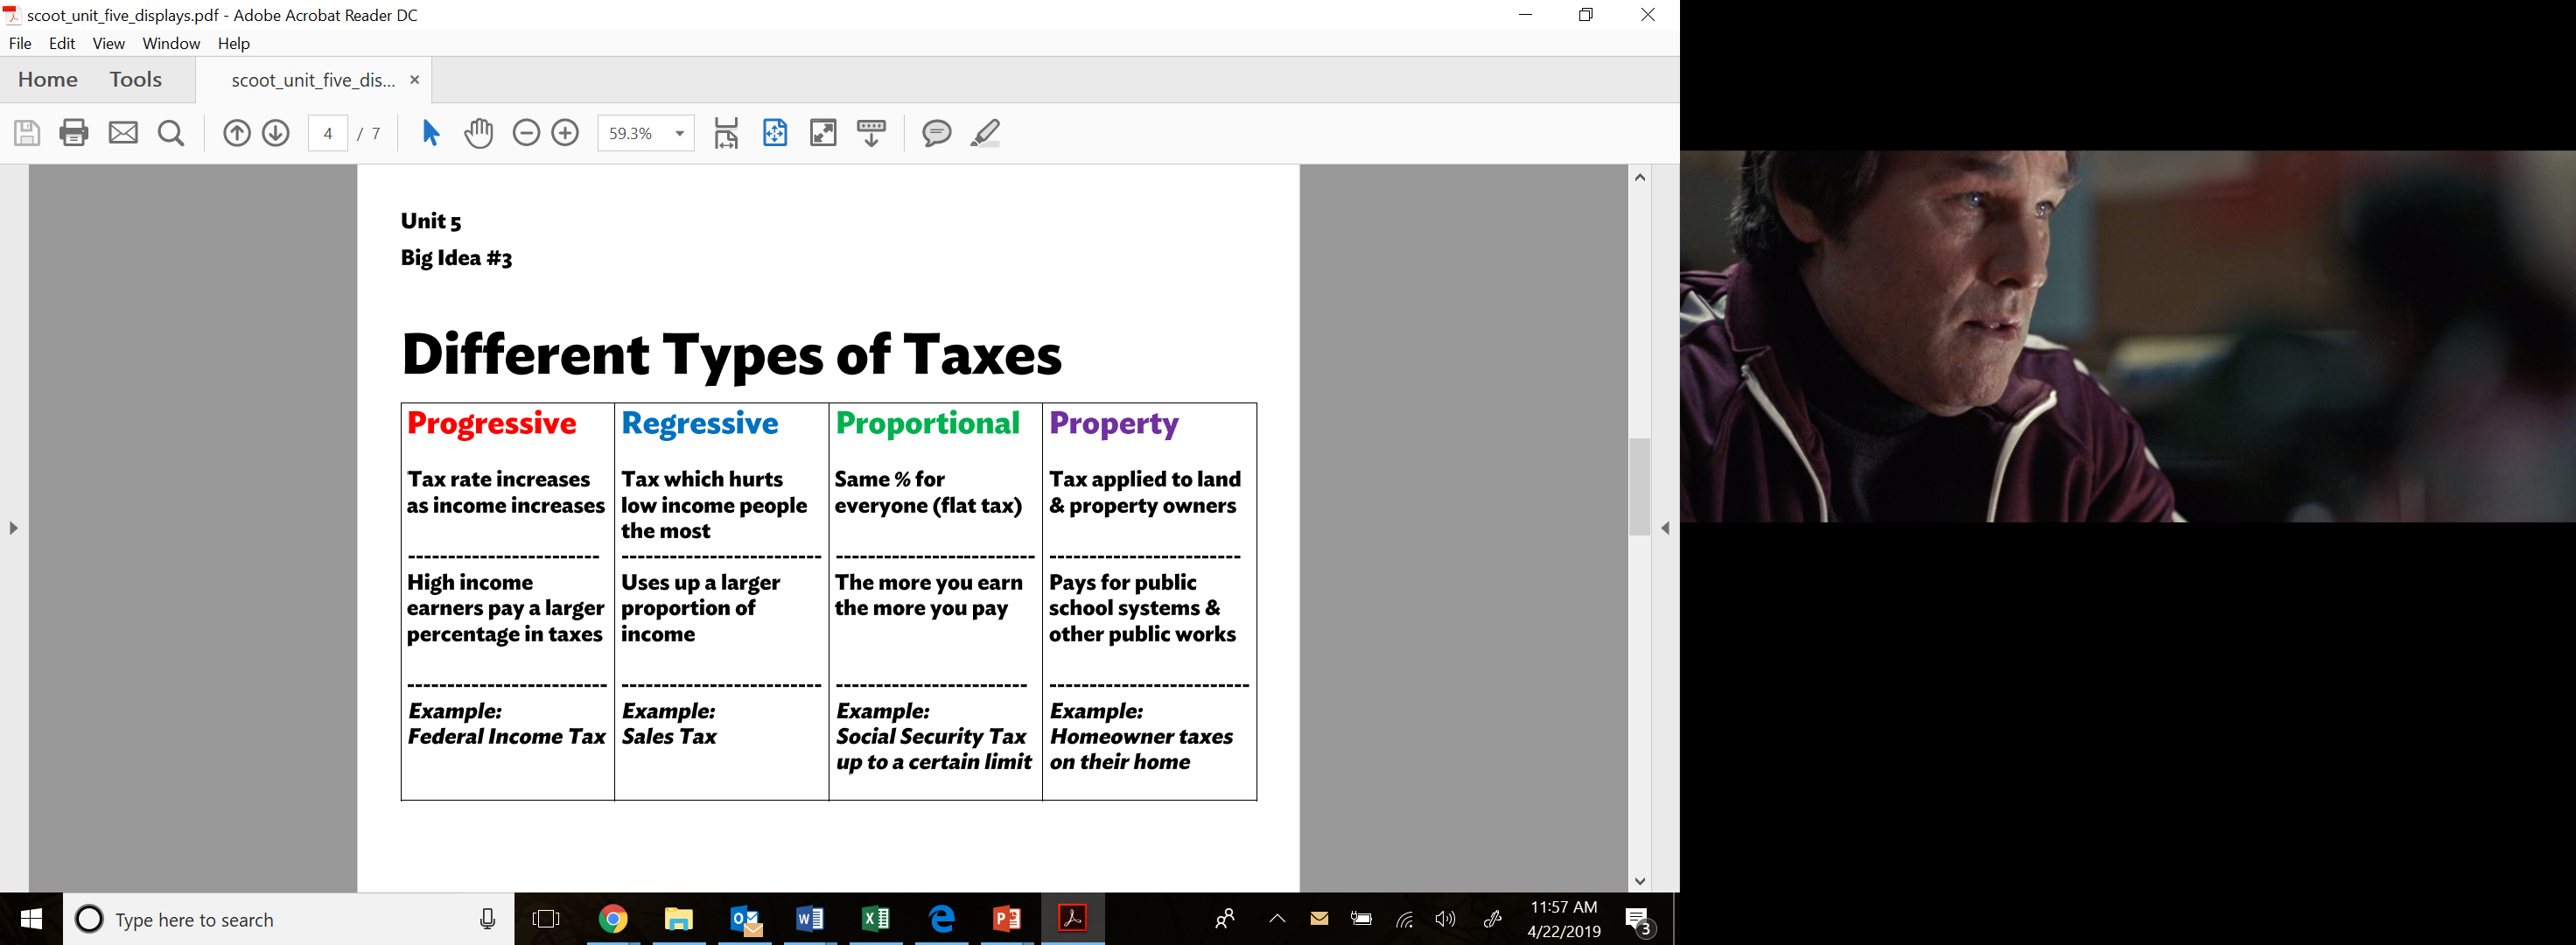 scoot_unit_five_displays.pdf - Adobe Acrobat Reader DC
File Edit View Window Help
Home Tools scoot_unit_five_dis... ×
4 / 7 59.3%
Unit 5
Big Idea #3
Different Types of Taxes
Progressive
Tax rate increases
as income increases
-------------------------
High income
earners pay a larger
percentage in taxes
-------------------------
Example:
Federal Income Tax
Regressive
Tax which hurts
low income people
the most
-------------------------
Uses up a larger
proportion of
income
-------------------------
Example:
Sales Tax
Proportional
Same % for
everyone (flat tax)
-------------------------
The more you earn
the more you pay
-------------------------
Example:
Social Security Tax
up to a certain limit
Property
Tax applied to land
& property owners
-------------------------
Pays for public
school systems &
other public works
-------------------------
Example:
Homeowner taxes
on their home
Type here to search
11:57 AM
4/22/2019
3